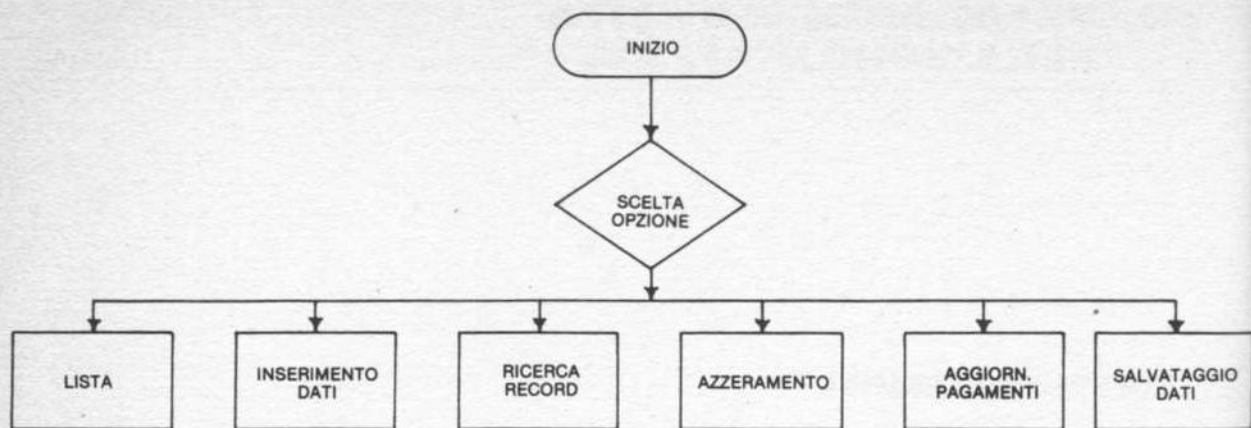 INIZIO
SCELTA
OPZIONE
LISTA
INSERIMENTO
DATI
RICERCA
RECORD
AZZERAMENTO
AGGIORN.
PAGAMENTI
SALVATAGGIO
DATI